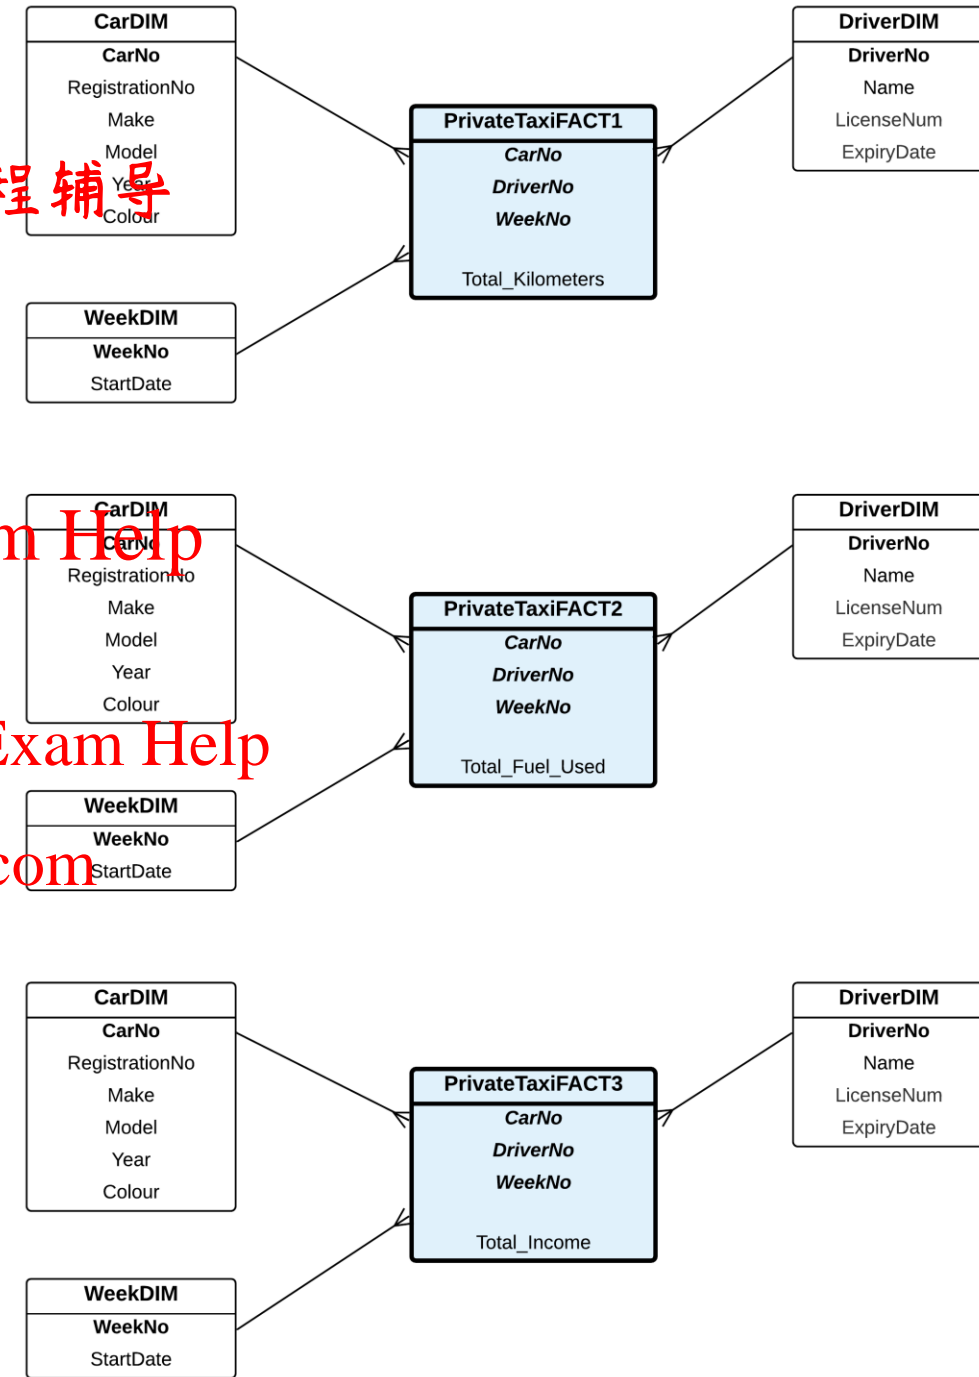 CarDIM
CarNo
RegistrationNo
Make
Model
Year
Colour
程辅导
WeekDIM
WeekNo
StartDate
PrivateTaxiFACT1
CarNo
DriverNo
WeekNo
Total_Kilometers
DriverDIM
DriverNo
Name
LicenseNum
ExpiryDate
CarDIM
CarNo
RegistrationNo
Make
Model
Year
Colour
m Help
Exam Help
WeekDIM
WeekNo
StartDate
com
PrivateTaxiFACT2
CarNo
DriverNo
WeekNo
Total_Fuel_Used
DriverDIM
DriverNo
Name
LicenseNum
ExpiryDate
CarDIM
CarNo
RegistrationNo
Make
Model
Year
Colour
WeekDIM
WeekNo
StartDate
PrivateTaxiFACT3
CarNo
DriverNo
WeekNo
Total_Income
DriverDIM
DriverNo
Name
LicenseNum
ExpiryDate